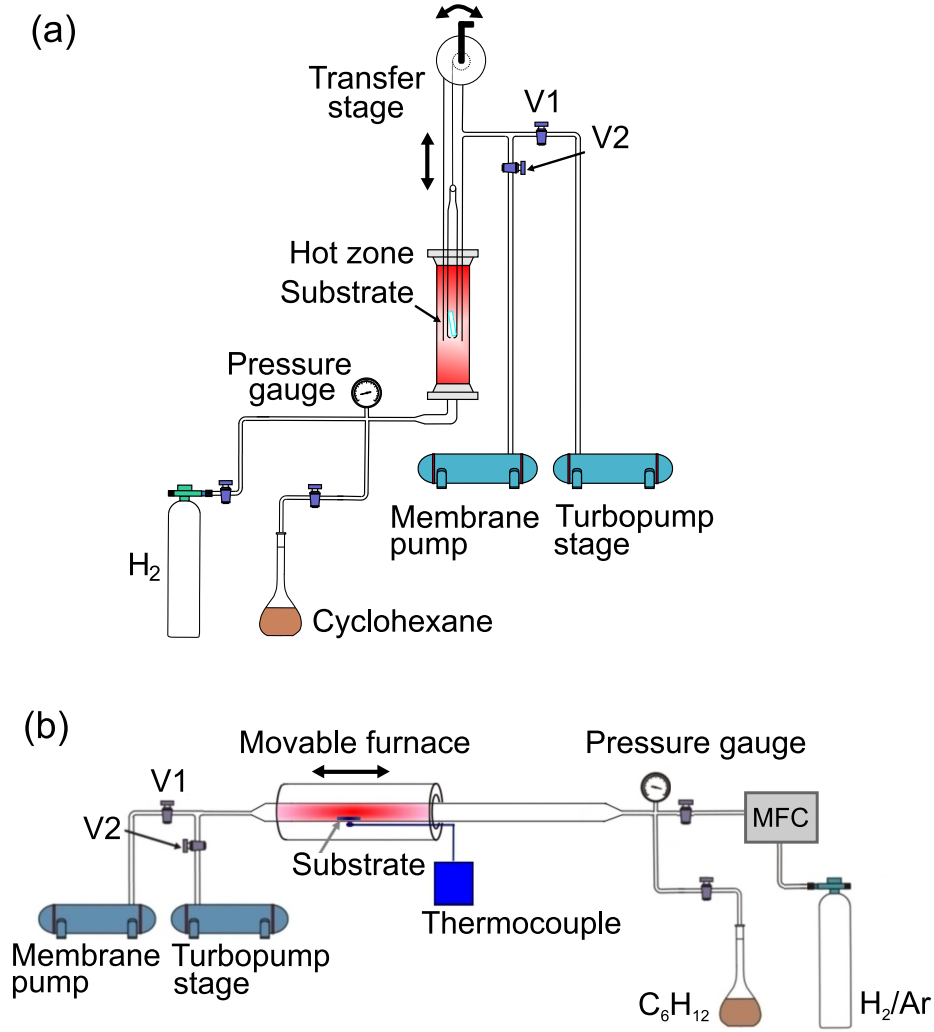 (a)
Transfer
stage
V1
V2
Hot zone
Substrate
Pressure
gauge
Membrane
pump
Turbopump
stage
H₂
Cyclohexane
(b)
Movable furnace
Pressure gauge
V1
V2
MFC
Substrate
Thermocouple
Membrane
pump
Turbopump
stage
C₆H₁₂
H₂/Ar